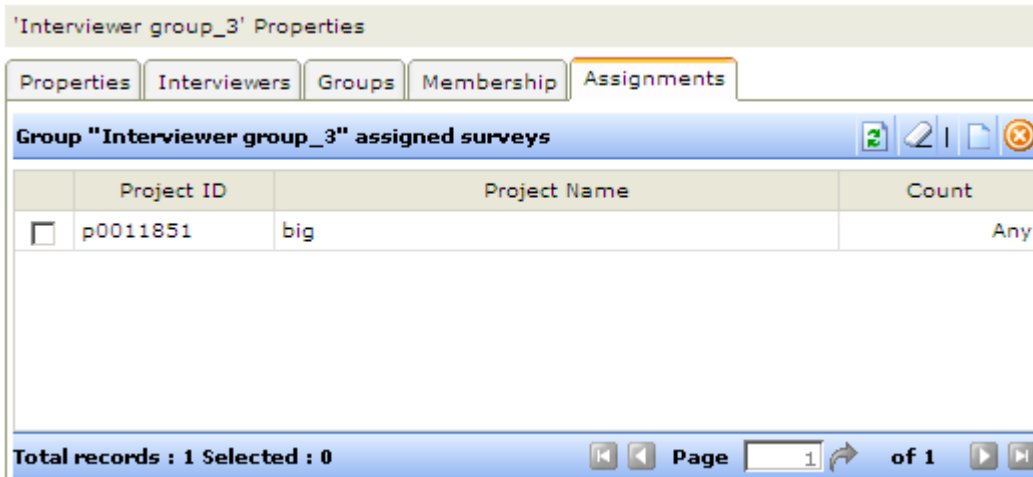 'Interviewer group_3' Properties
Properties Interviewers Groups Membership Assignments
Group "Interviewer group_3" assigned surveys
Project ID Project Name Count
p0011851 big Any
Total records : 1 Selected : 0 Page 1 of 1